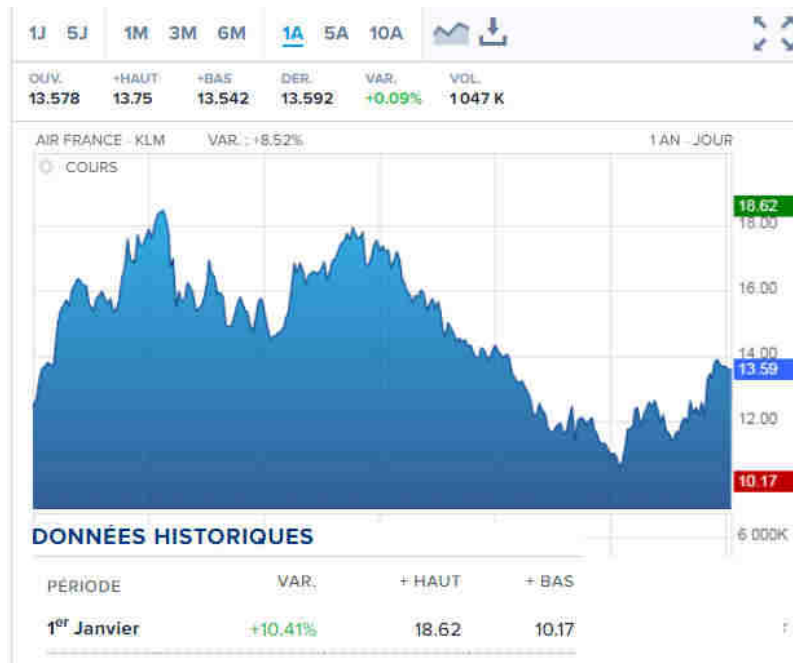 1J 5J 1M 3M 6M 1A 5A 10A
OUV. +HAUT +BAS DER. VAR. VOL.
13.578 13.75 13.542 13.592 +0.09% 1 047 K
AIR FRANCE - KLM VAR. : +8.52% 1 AN - JOUR
COURS
18.62
18.00
16.00
14.00
13.59
12.00
10.17
6 000K
DONNÉES HISTORIQUES
PÉRIODE VAR. + HAUT + BAS
1er Janvier +10.41% 18.62 10.17